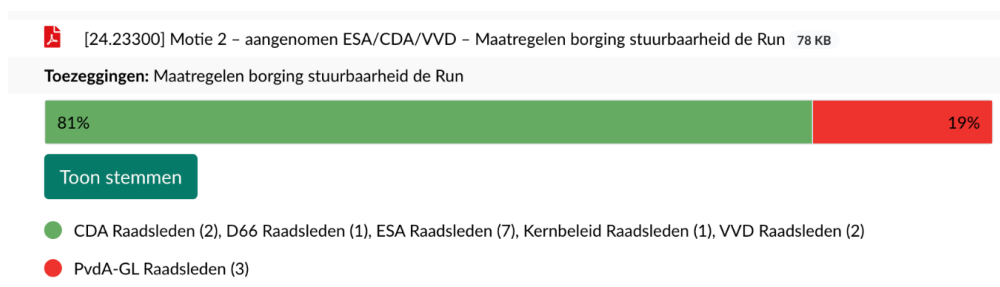 [24.23300] Motie 2 – aangenomen ESA/CDA/VVD – Maatregelen borging stuurbaarheid de Run 78 KB
Toezeggingen: Maatregelen borging stuurbaarheid de Run
81% 19%
Toon stemmen
CDA Raadsleden (2), D66 Raadsleden (1), ESA Raadsleden (7), Kernbeleid Raadsleden (1), VVD Raadsleden (2)
PvdA-GL Raadsleden (3)